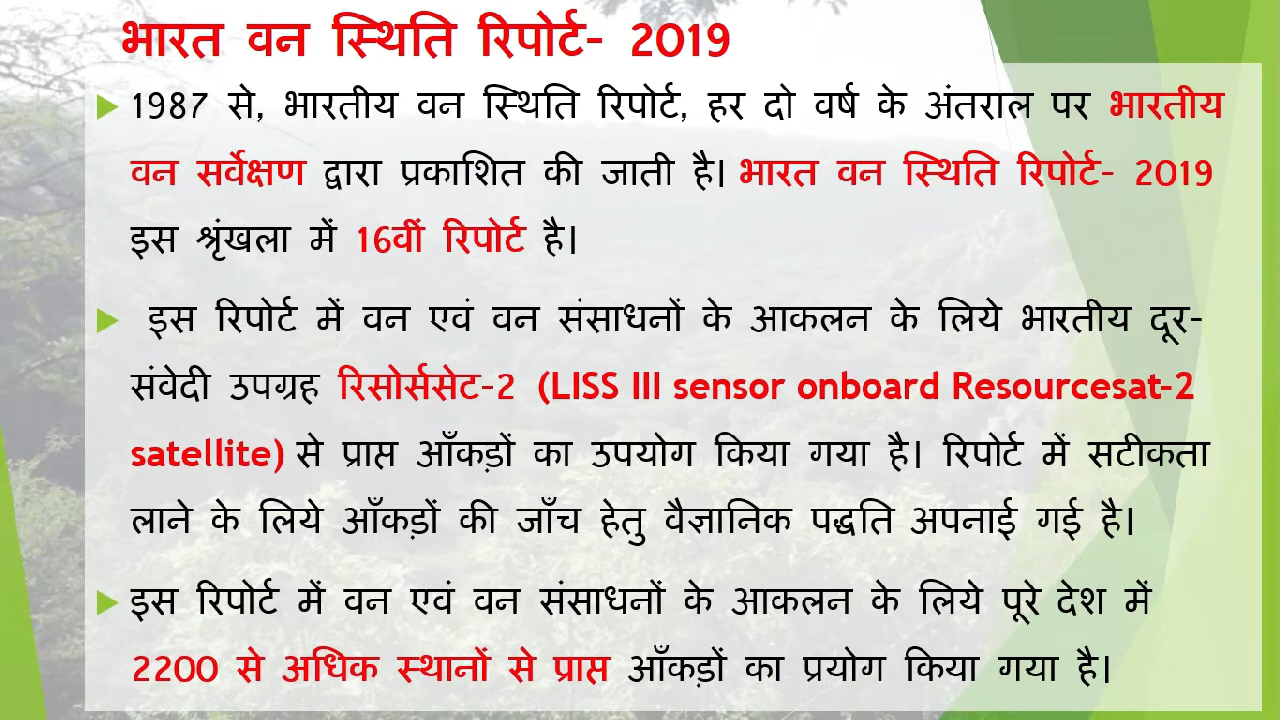 भारत वन स्थिति रिपोर्ट- 2019
1987 से, भारतीय वन स्थिति रिपोर्ट, हर दो वर्ष के अंतराल पर भारतीय
वन सर्वेक्षण द्वारा प्रकाशित की जाती है। भारत वन स्थिति रिपोर्ट- 2019
इस श्रृंखला में 16वीं रिपोर्ट है।
इस रिपोर्ट में वन एवं वन संसाधनों के आकलन के लिये भारतीय दूर-
संवेदी उपग्रह रिसोर्ससेट-2 (LISS III sensor onboard Resourcesat-2
satellite) से प्राप्त आँकड़ों का उपयोग किया गया है। रिपोर्ट में सटीकता
लाने के लिये आँकड़ों की जाँच हेतु वैज्ञानिक पद्धति अपनाई गई है।
इस रिपोर्ट में वन एवं वन संसाधनों के आकलन के लिये पूरे देश में
2200 से अधिक स्थानों से प्राप्त आँकड़ों का प्रयोग किया गया है।